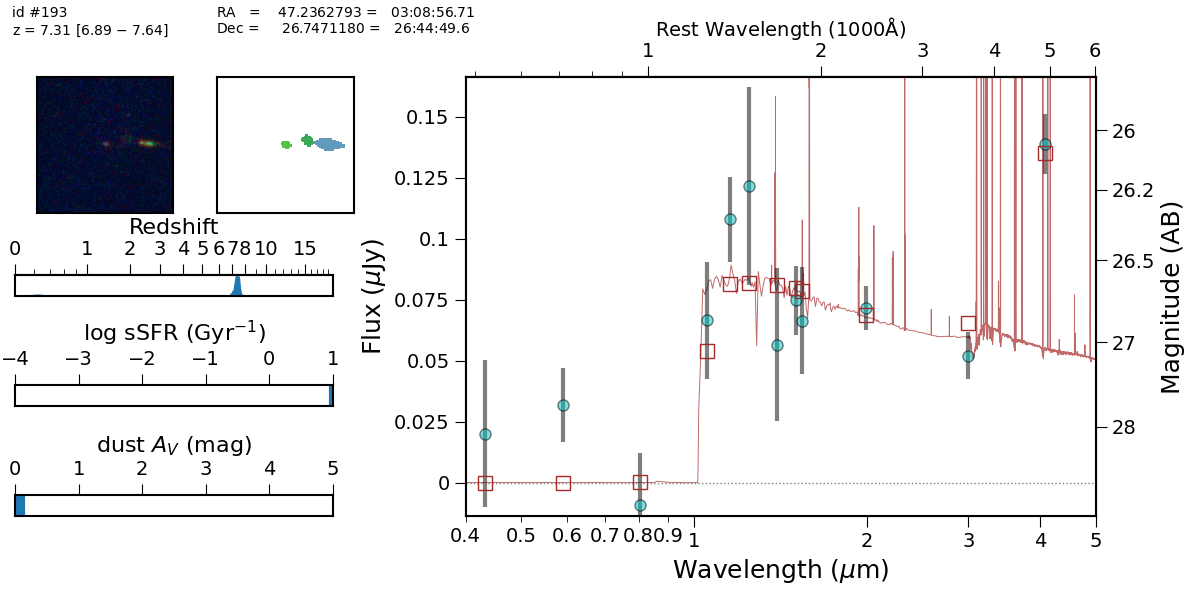 id #193
z = 7.31 [6.89 − 7.64]
RA = 47.2362793 = 03:08:56.71
Dec = 26.7471180 = 26:44:49.6
Redshift
0 1 2 3 4 5 6 7 8 10 15
log sSFR (Gyr⁻¹)
−4 −3 −2 −1 0 1
dust A_V (mag)
0 1 2 3 4 5
Rest Wavelength (1000Å)
1 2 3 4 5 6
Flux (μJy)
0.15
0.125
0.1
0.075
0.05
0.025
0
26
26.2
26.5
27
28
Magnitude (AB)
0.4 0.5 0.6 0.7 0.8 0.9 1 2 3 4 5
Wavelength (μm)